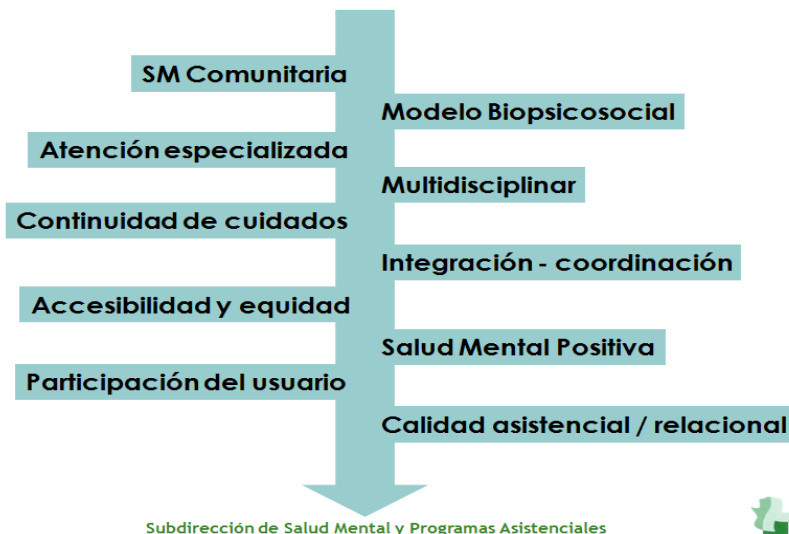 SM Comunitaria
Modelo Biopsicosocial
Atención especializada
Multidisciplinar
Continuidad de cuidados
Integración - coordinación
Accesibilidad y equidad
Salud Mental Positiva
Participación del usuario
Calidad asistencial / relacional
Subdirección de Salud Mental y Programas Asistenciales